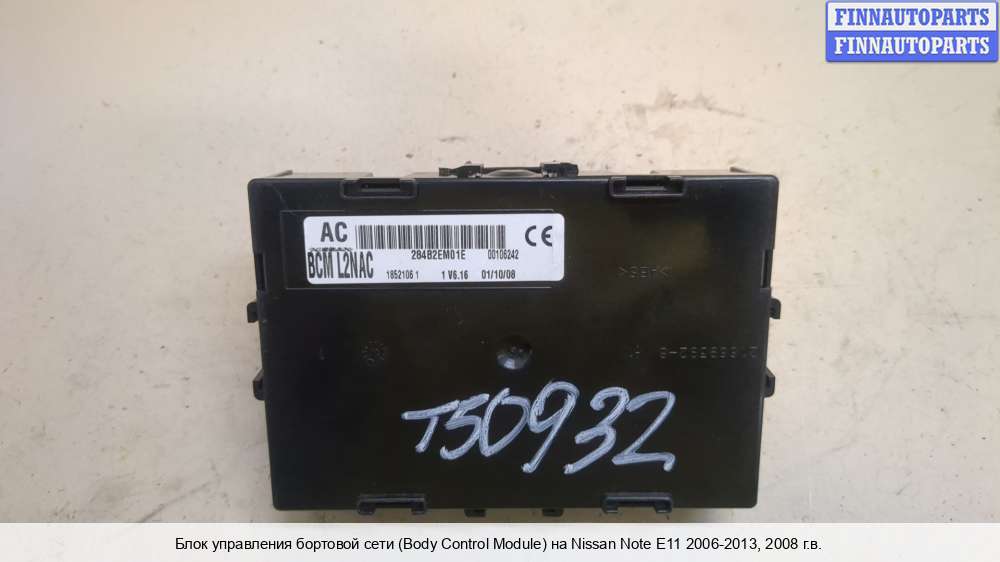 FINNAUTOPARTS
FINNAUTOPARTS
AC
284B2EM01E 00106242
BCM L2NAC
1852106 1 1 V6.16 01/10/08
CE
T50932
Блок управления бортовой сети (Body Control Module) на Nissan Note E11 2006-2013, 2008 г.в.